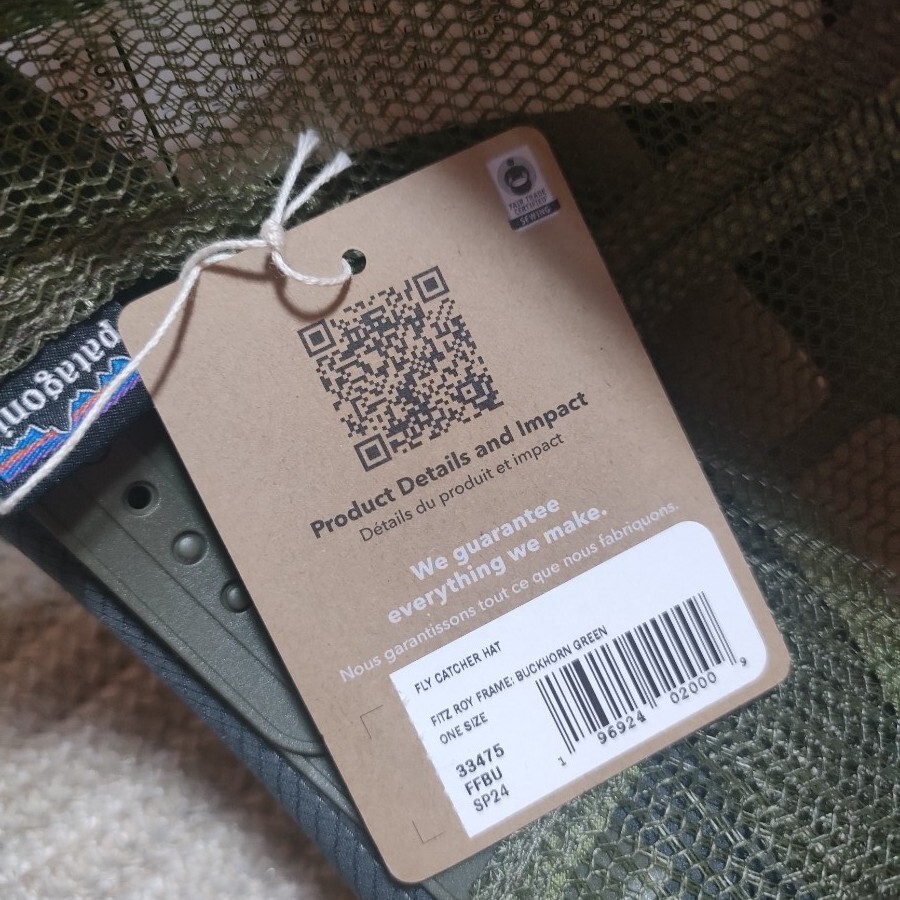 patagoni
FAIR TRADE
CERTIFIED
SEWING
Product Details and Impact
Détails du produit et impact
We guarantee
everything we make.
Nous garantissons tout ce que nous fabriquons.
FLY CATCHER HAT
FITZ ROY FRAME: BUCKHORN GREEN
ONE SIZE
33475
FFBU
SP24
1 96924 02000 9